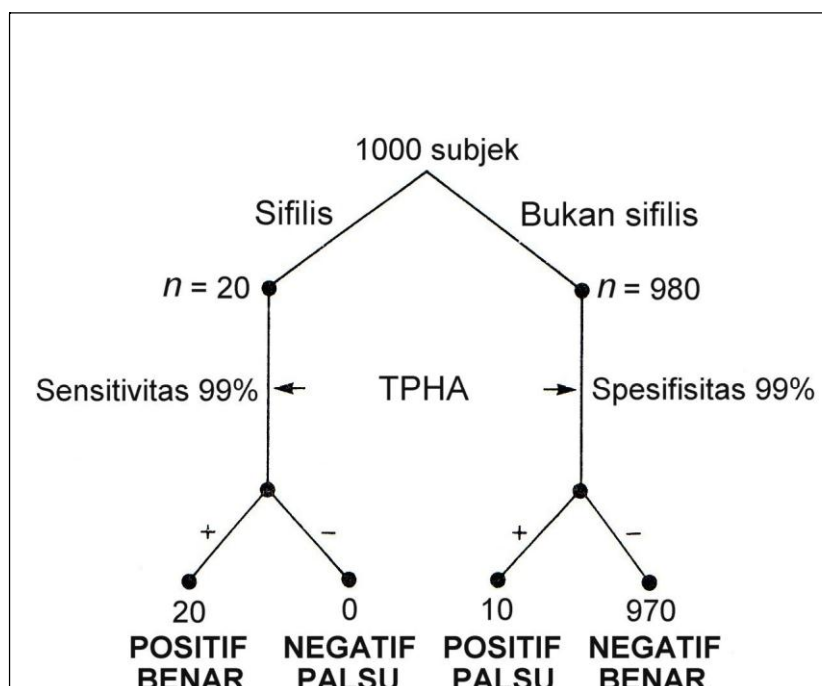 1000 subjek
Sifilis
Bukan sifilis
n = 20
n = 980
Sensitivitas 99%
TPHA
Spesifisitas 99%
+
−
+
−
20
0
10
970
POSITIF
NEGATIF
POSITIF
NEGATIF
BENAR
PALSU
PALSU
BENAR